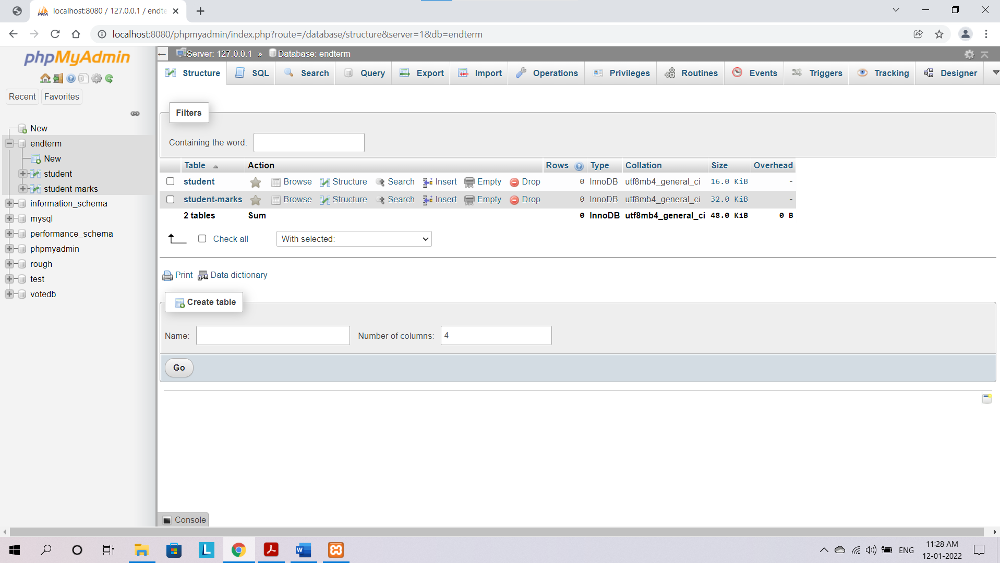 localhost:8080 / 127.0.0.1 / endte
localhost:8080/phpmyadmin/index.php?route=/database/structure&server=1&db=endterm
phpMyAdmin
Recent Favorites
New
endterm
New
student
student-marks
information_schema
mysql
performance_schema
phpmyadmin
rough
test
votedb
Server: 127.0.0.1 » Database: endterm
Structure SQL Search Query Export Import Operations Privileges Routines Events Triggers Tracking Designer
Filters
Containing the word:
Table Action Rows Type Collation Size Overhead
student Browse Structure Search Insert Empty Drop 0 InnoDB utf8mb4_general_ci 16.0 KiB -
student-marks Browse Structure Search Insert Empty Drop 0 InnoDB utf8mb4_general_ci 32.0 KiB -
2 tables Sum 0 InnoDB utf8mb4_general_ci 48.0 KiB 0 B
Check all With selected:
Print Data dictionary
Create table
Name: Number of columns: 4
Go
Console
ENG
11:28 AM
12-01-2022